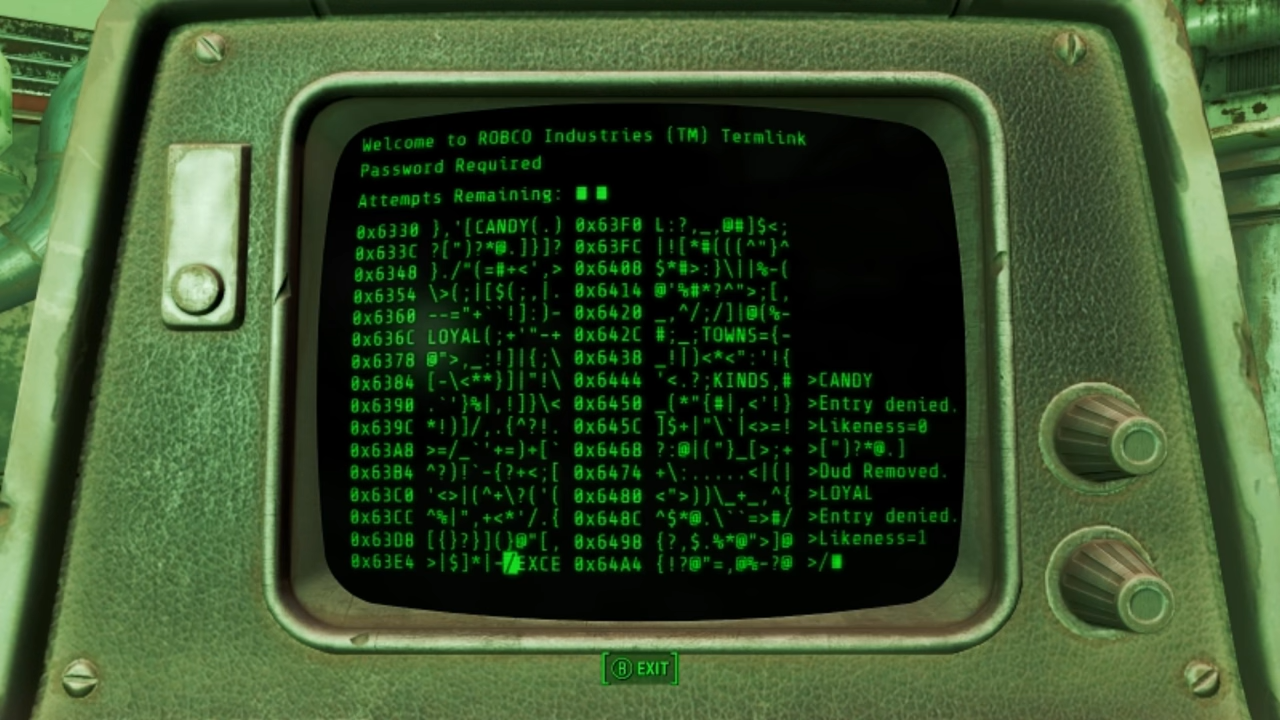 Welcome to ROBCO Industries (TM) Termlink
Password Required
Attempts Remaining: ■ ■
0x6330 },'[CANDY(.) 0x63F0 L:?,_,@#]$<;
0x633C ?[")?*@.]}]? 0x63FC |![*#(((^"}^
0x6348 }./"(=#+<',> 0x6408 $*#>:}\||%-(
0x6354 \>(;|[$(;,|. 0x6414 @'%#*?^">;[,
0x6360 --="+``!];)- 0x6420 _,^/;/]|@(%-
0x636C LOYAL(;+'"-+ 0x642C #;_;TOWNS={-
0x6378 @">,_:!]|{;\ 0x6438 _!|)<*<":'!{
0x6384 [-\<**}]|"!\ 0x6444 '<.?;KINDS,# >CANDY
0x6390 .`'}%|,!]}\< 0x6450 _(*"{#|,<'!} >Entry denied.
0x639C *!)]/,.{^?!. 0x645C ]$+|"\`|<>=! >Likeness=0
0x63A8 >=/_``+=)+[` 0x6468 ?:@|("}_[>;+ >[")?*@.]
0x63B4 ^?)!`-{?+<;[ 0x6474 +\:.....<|(| >Dud Removed.
0x63C0 '<>|(^+\?('( 0x6480 <">))\_+_,^{ >LOYAL
0x63CC ^%|",+<*'/.{ 0x648C ^$*@.\``=>#/ >Entry denied.
0x63D8 [{}?}](}@"[, 0x6498 {?,$.%*@">]@ >Likeness=1
0x63E4 >|$]*|-/EXCE 0x64A4 {!?@"=,@%-?@ >/■
[B) EXIT]